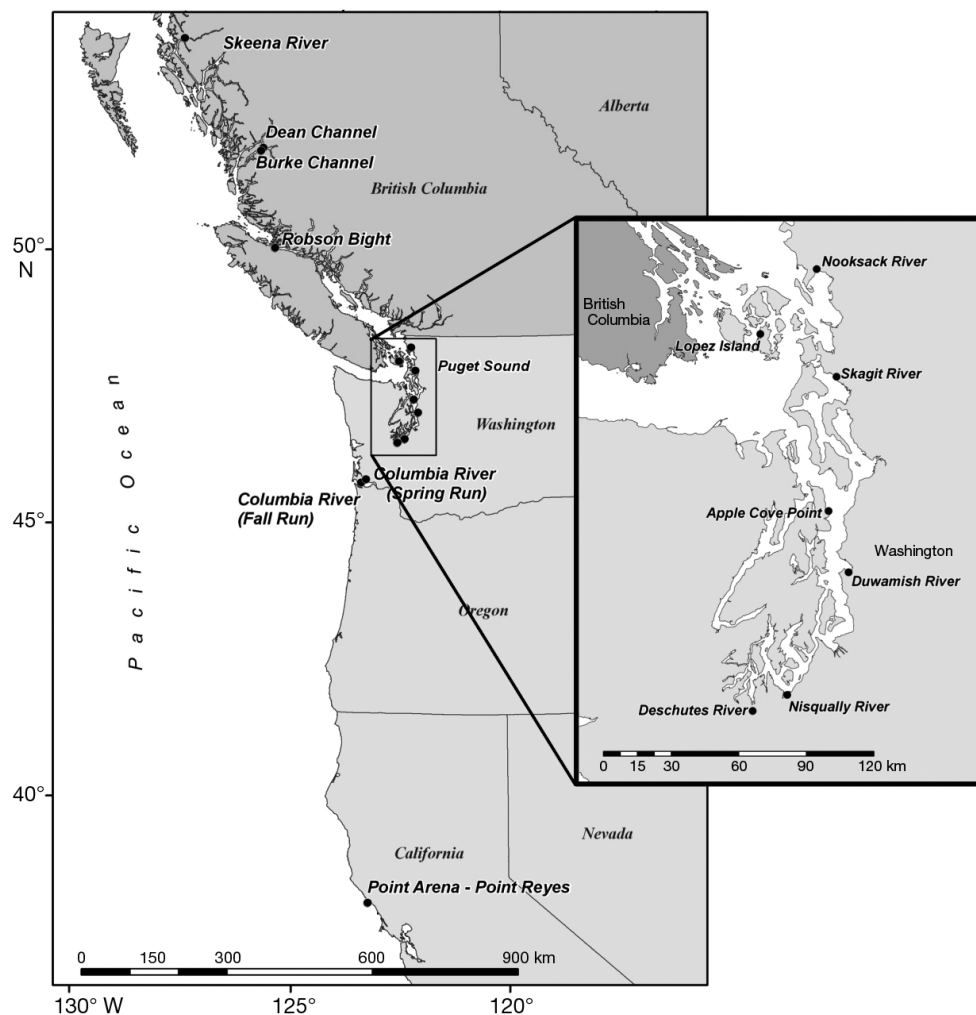 Skeena River
Alberta
Dean Channel
Burke Channel
British Columbia
50°
N
Robson Bight
Puget Sound
Washington
Columbia River
(Spring Run)
Columbia River
(Fall Run)
45°
Pacific Ocean
Oregon
40°
California
Nevada
Point Arena - Point Reyes
0 150 300 600 900 km
130° W 125° 120°
Nooksack River
British
Columbia
Lopez Island
Skagit River
Apple Cove Point
Washington
Duwamish River
Deschutes River
Nisqually River
0 15 30 60 90 120 km